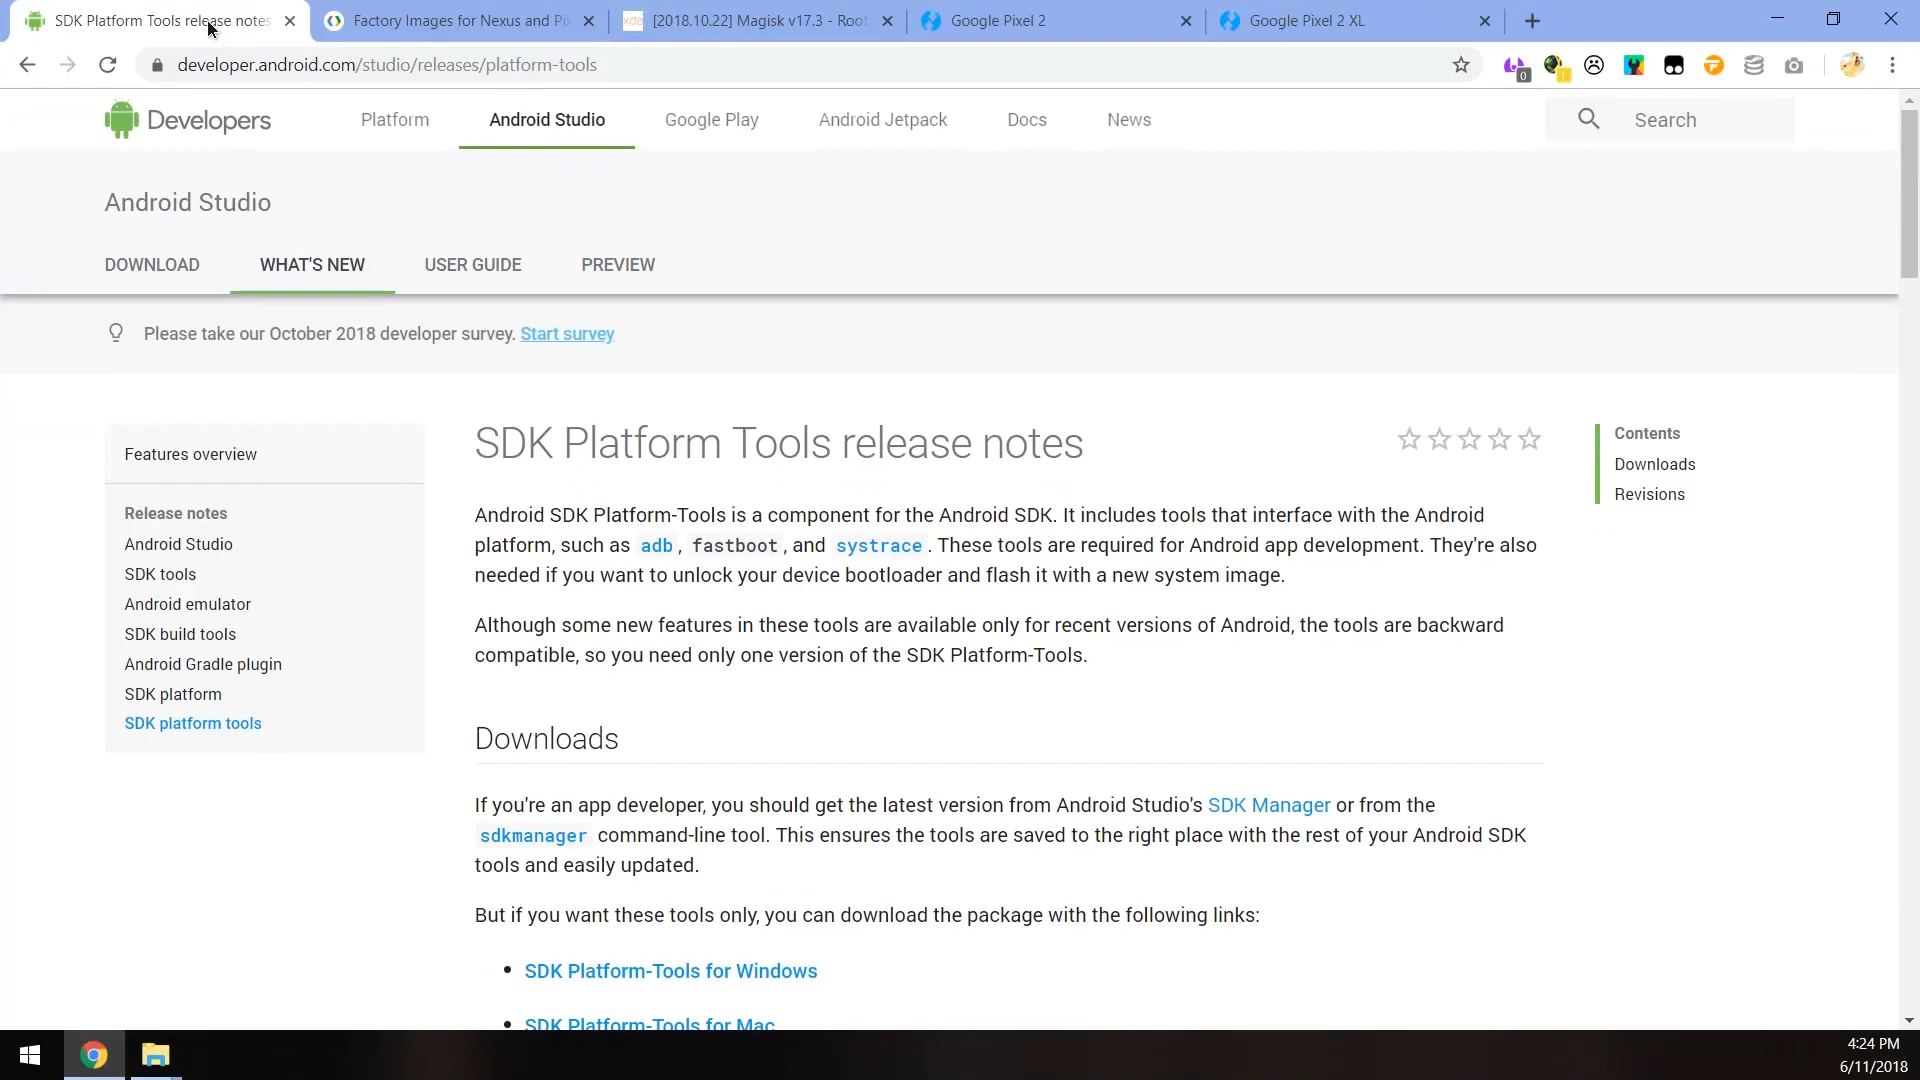 SDK Platform Tools release notes
Factory Images for Nexus and Pi
[2018.10.22] Magisk v17.3 - Root
Google Pixel 2
Google Pixel 2 XL
developer.android.com/studio/releases/platform-tools
0
Developers
Platform
Android Studio
Google Play
Android Jetpack
Docs
News
Search
Android Studio
DOWNLOAD
WHAT'S NEW
USER GUIDE
PREVIEW
Please take our October 2018 developer survey. Start survey
Features overview
Release notes
Android Studio
SDK tools
Android emulator
SDK build tools
Android Gradle plugin
SDK platform
SDK platform tools
SDK Platform Tools release notes
Android SDK Platform-Tools is a component for the Android SDK. It includes tools that interface with the Android
platform, such as adb, fastboot, and systrace. These tools are required for Android app development. They're also
needed if you want to unlock your device bootloader and flash it with a new system image.
Although some new features in these tools are available only for recent versions of Android, the tools are backward
compatible, so you need only one version of the SDK Platform-Tools.
Downloads
If you're an app developer, you should get the latest version from Android Studio's SDK Manager or from the
sdkmanager command-line tool. This ensures the tools are saved to the right place with the rest of your Android SDK
tools and easily updated.
But if you want these tools only, you can download the package with the following links:
• SDK Platform-Tools for Windows
• SDK Platform-Tools for Mac
Contents
Downloads
Revisions
4:24 PM
6/11/2018